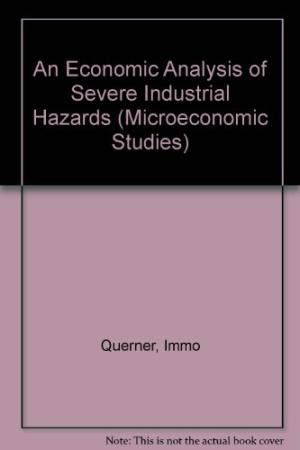 An Economic Analysis of
Severe Industrial
Hazards (Microeconomic
Studies)
Querner, Immo
Note: This is not the actual book cover